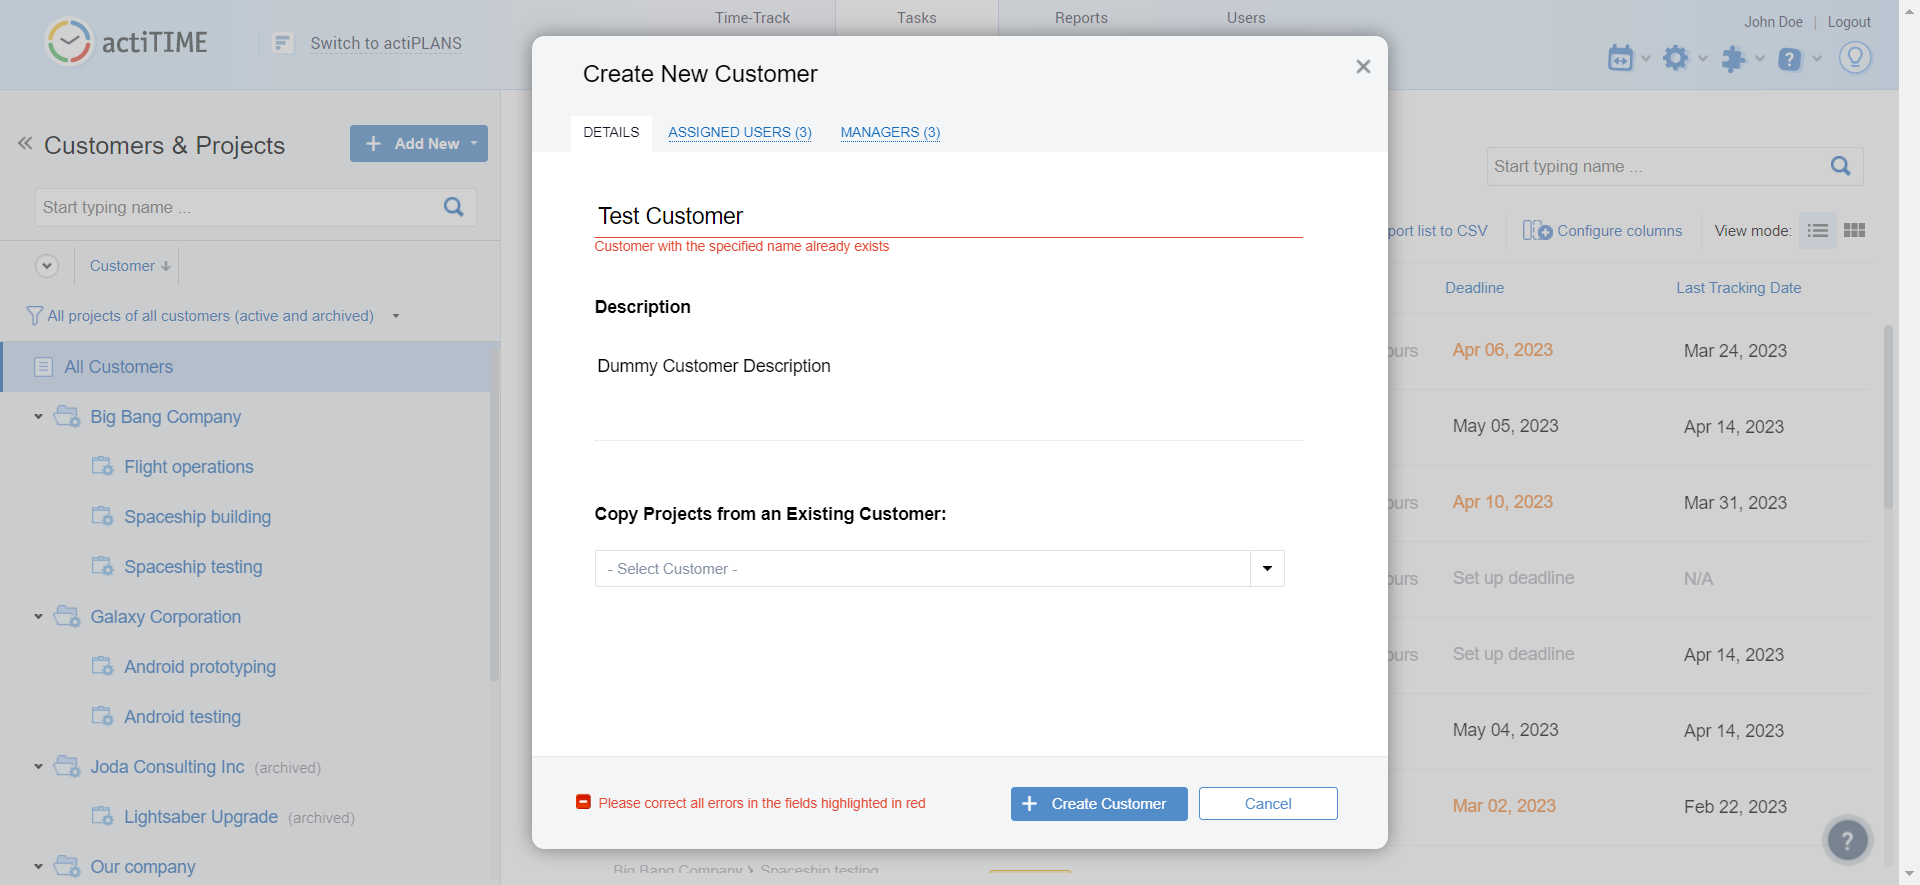 actiTIME
Switch to actiPLANS
Time-Track
Tasks
Reports
Users
John Doe | Logout
Customers & Projects
Add New
Start typing name ...
Customer
All projects of all customers (active and archived)
All Customers
Big Bang Company
Flight operations
Spaceship building
Spaceship testing
Galaxy Corporation
Android prototyping
Android testing
Joda Consulting Inc (archived)
Lightsaber Upgrade (archived)
Our company
Create New Customer
DETAILS
ASSIGNED USERS (3)
MANAGERS (3)
Test Customer
Customer with the specified name already exists
Description
Dummy Customer Description
Copy Projects from an Existing Customer:
- Select Customer -
Please correct all errors in the fields highlighted in red
Create Customer
Cancel
Big Bang Company > Spaceship testing
Start typing name ...
port list to CSV
Configure columns
View mode:
Deadline
Last Tracking Date
ours
Apr 06, 2023
Mar 24, 2023
May 05, 2023
Apr 14, 2023
ours
Apr 10, 2023
Mar 31, 2023
ours
Set up deadline
N/A
ours
Set up deadline
Apr 14, 2023
May 04, 2023
Apr 14, 2023
Mar 02, 2023
Feb 22, 2023
?